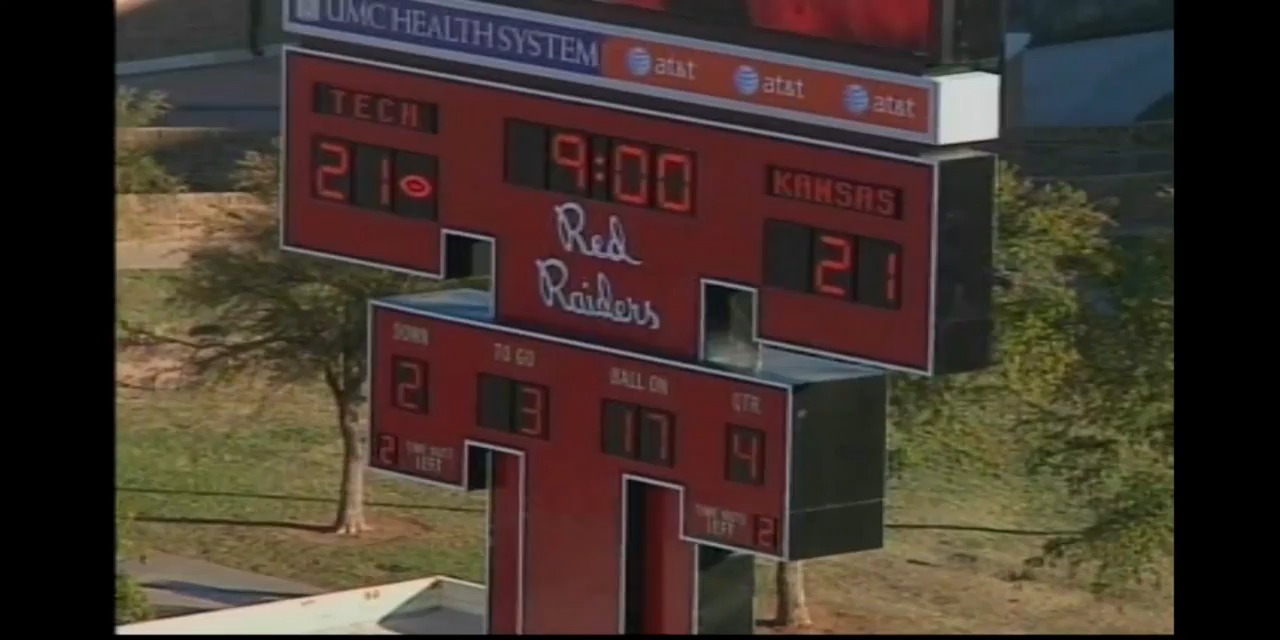 UMC HEALTH SYSTEM at&t at&t at&t
TECH 9:00 KANSAS
21 21
Red
Raiders
DOWN TO GO BALL ON QTR
2 3 17 4
2 TIME OUTS LEFT TIME OUTS LEFT 2